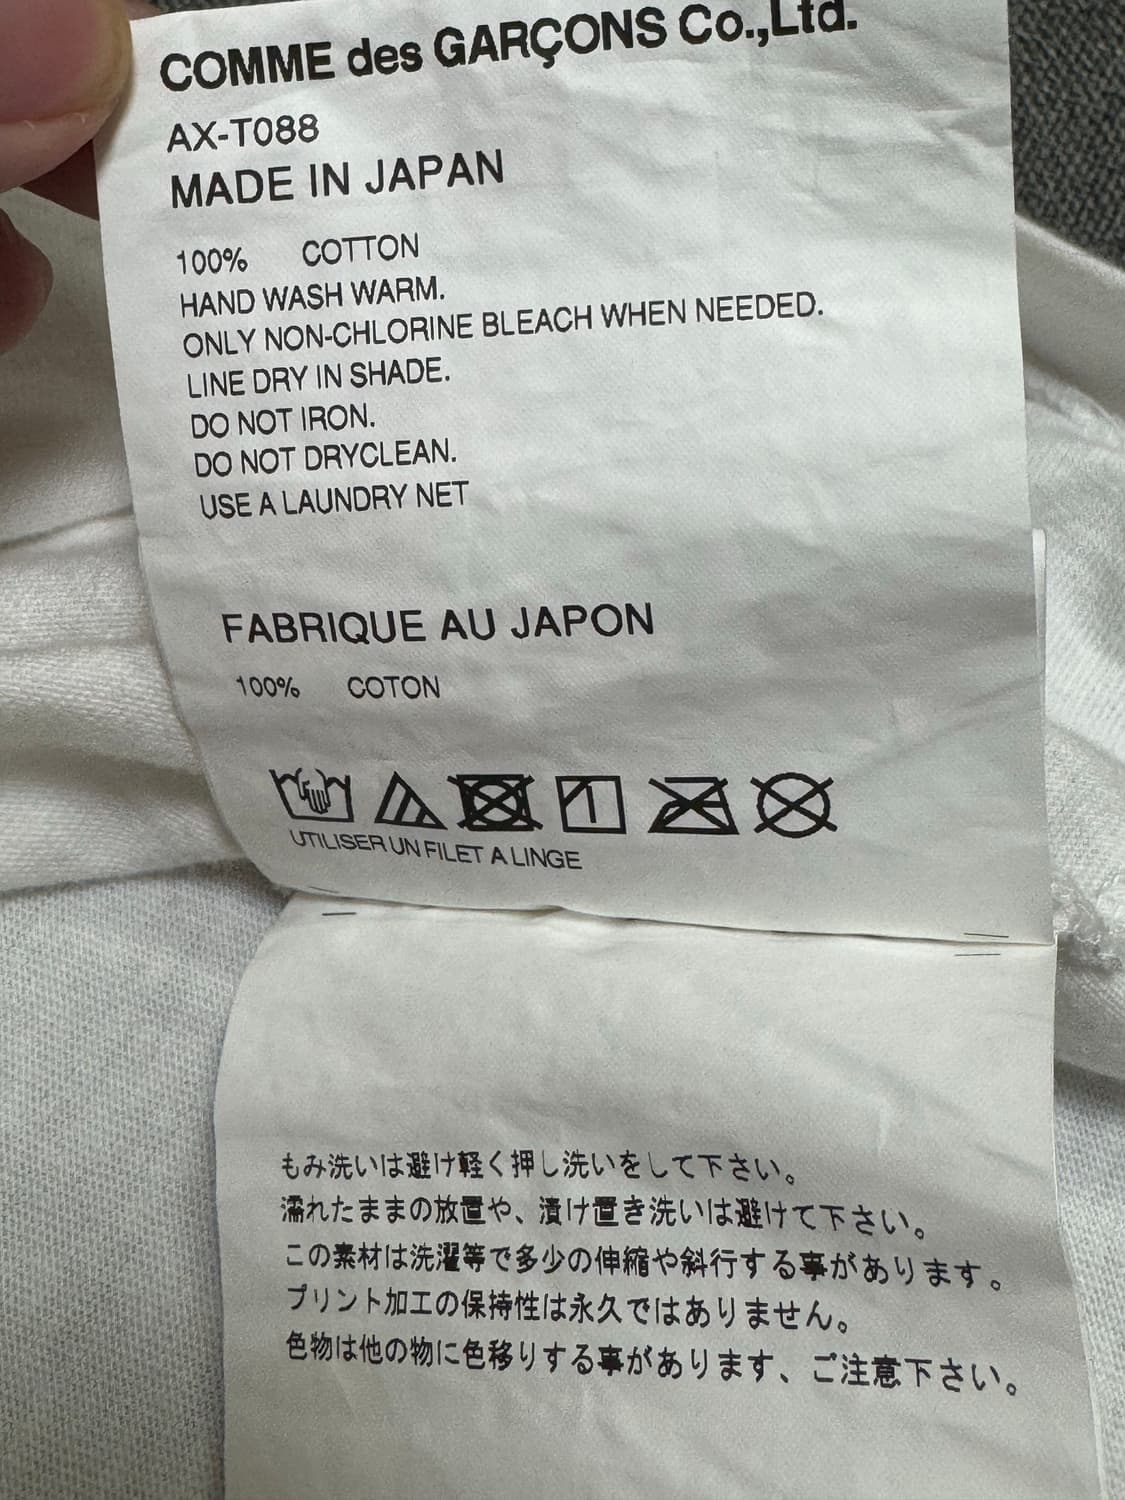 COMME des GARÇONS Co.,Ltd.
AX-T088
MADE IN JAPAN
100% COTTON
HAND WASH WARM.
ONLY NON-CHLORINE BLEACH WHEN NEEDED.
LINE DRY IN SHADE.
DO NOT IRON.
DO NOT DRYCLEAN.
USE A LAUNDRY NET
FABRIQUE AU JAPON
100% COTON
UTILISER UN FILET A LINGE
もみ洗いは避け軽く押し洗いをして下さい。
濡れたままの放置や、漬け置き洗いは避けて下さい。
この素材は洗濯等で多少の伸縮や斜行する事があります。
プリント加工の保持性は永久ではありません。
色物は他の物に色移りする事があります、ご注意下さい。